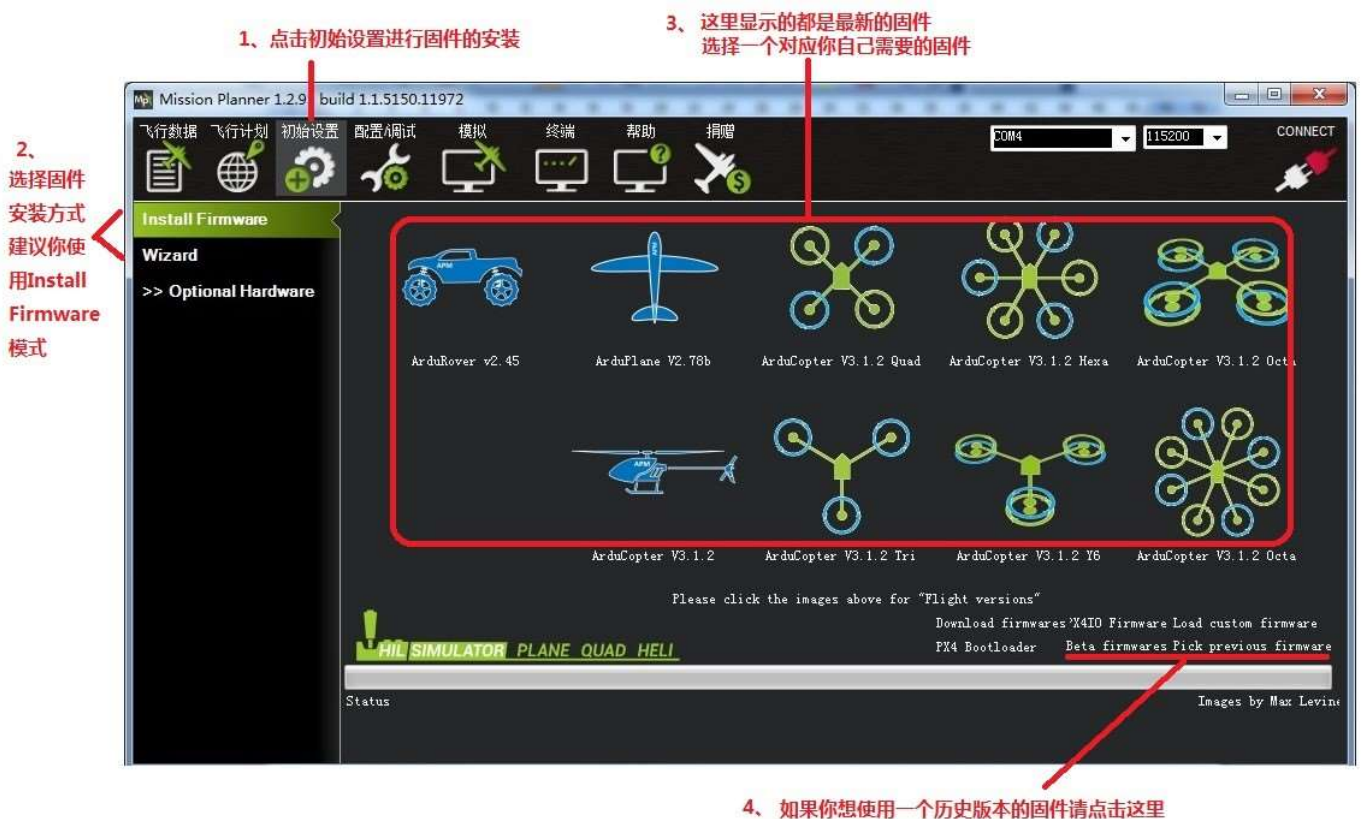 1、点击初始设置进行固件的安装
3、这里显示的都是最新的固件
选择一个对应你自己需要的固件
Mission Planner 1.2.9 build 1.1.5150.11972
飞行数据 飞行计划 初始设置 配置/调试 模拟 终端 帮助 捐赠
COM4 115200 CONNECT
2、
选择固件
安装方式
建议你使
用Install
Firmware
模式
Install Firmware
Wizard
>> Optional Hardware
APM APM
ArduRover v2.45 ArduPlane V2.78b ArduCopter V3.1.2 Quad ArduCopter V3.1.2 Hexa ArduCopter V3.1.2 Octa
APM
ArduCopter V3.1.2 ArduCopter V3.1.2 Tri ArduCopter V3.1.2 Y6 ArduCopter V3.1.2 Octa
Please click the images above for "Flight versions"
Download firmwares X4IO Firmware Load custom firmware
HIL SIMULATOR PLANE QUAD HELI
PX4 Bootloader Beta firmwares Pick previous firmware
Status Images by Max Levine
4、如果你想使用一个历史版本的固件请点击这里